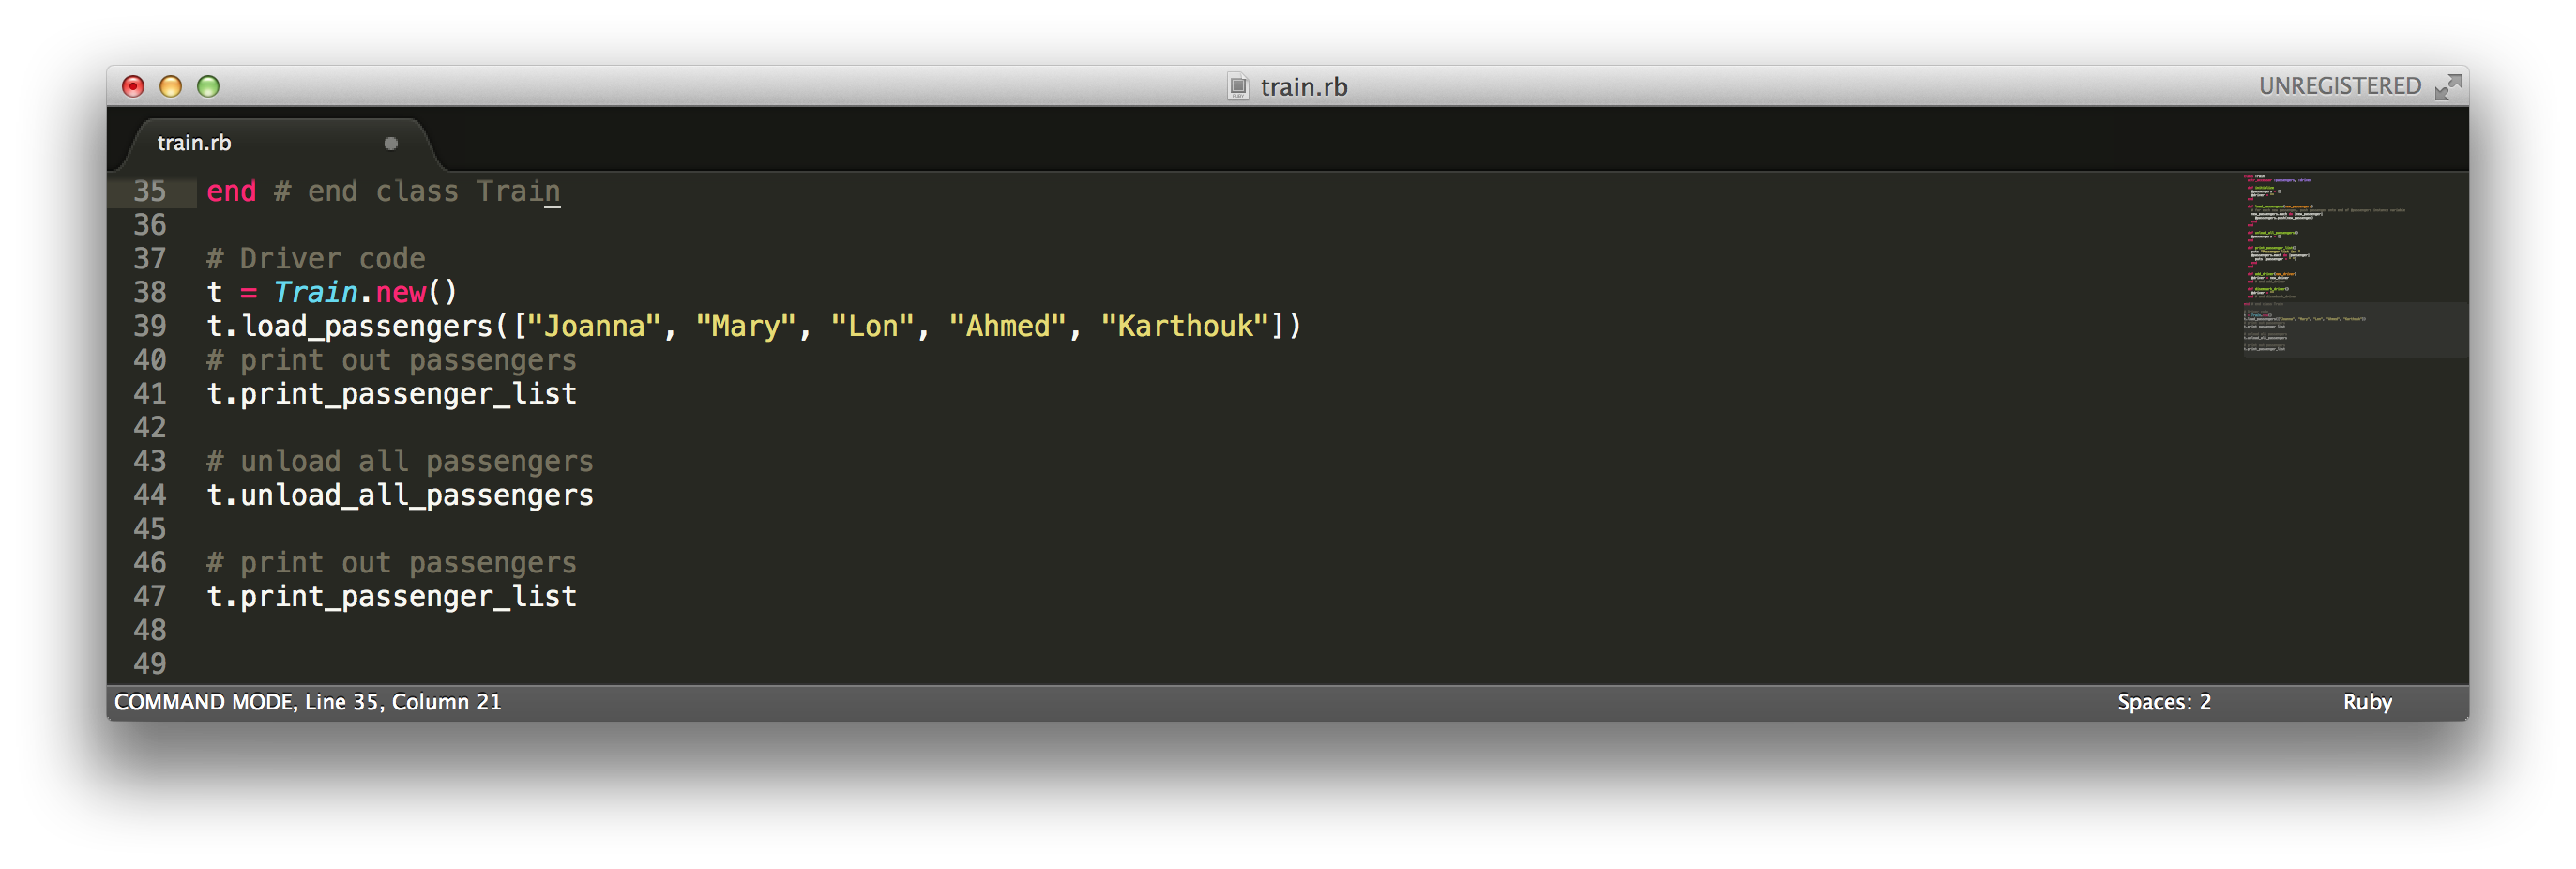 train.rb
UNREGISTERED
train.rb
35 end # end class Train
36
37 # Driver code
38 t = Train.new()
39 t.load_passengers(["Joanna", "Mary", "Lon", "Ahmed", "Karthouk"])
40 # print out passengers
41 t.print_passenger_list
42
43 # unload all passengers
44 t.unload_all_passengers
45
46 # print out passengers
47 t.print_passenger_list
48
49
COMMAND MODE, Line 35, Column 21
Spaces: 2
Ruby